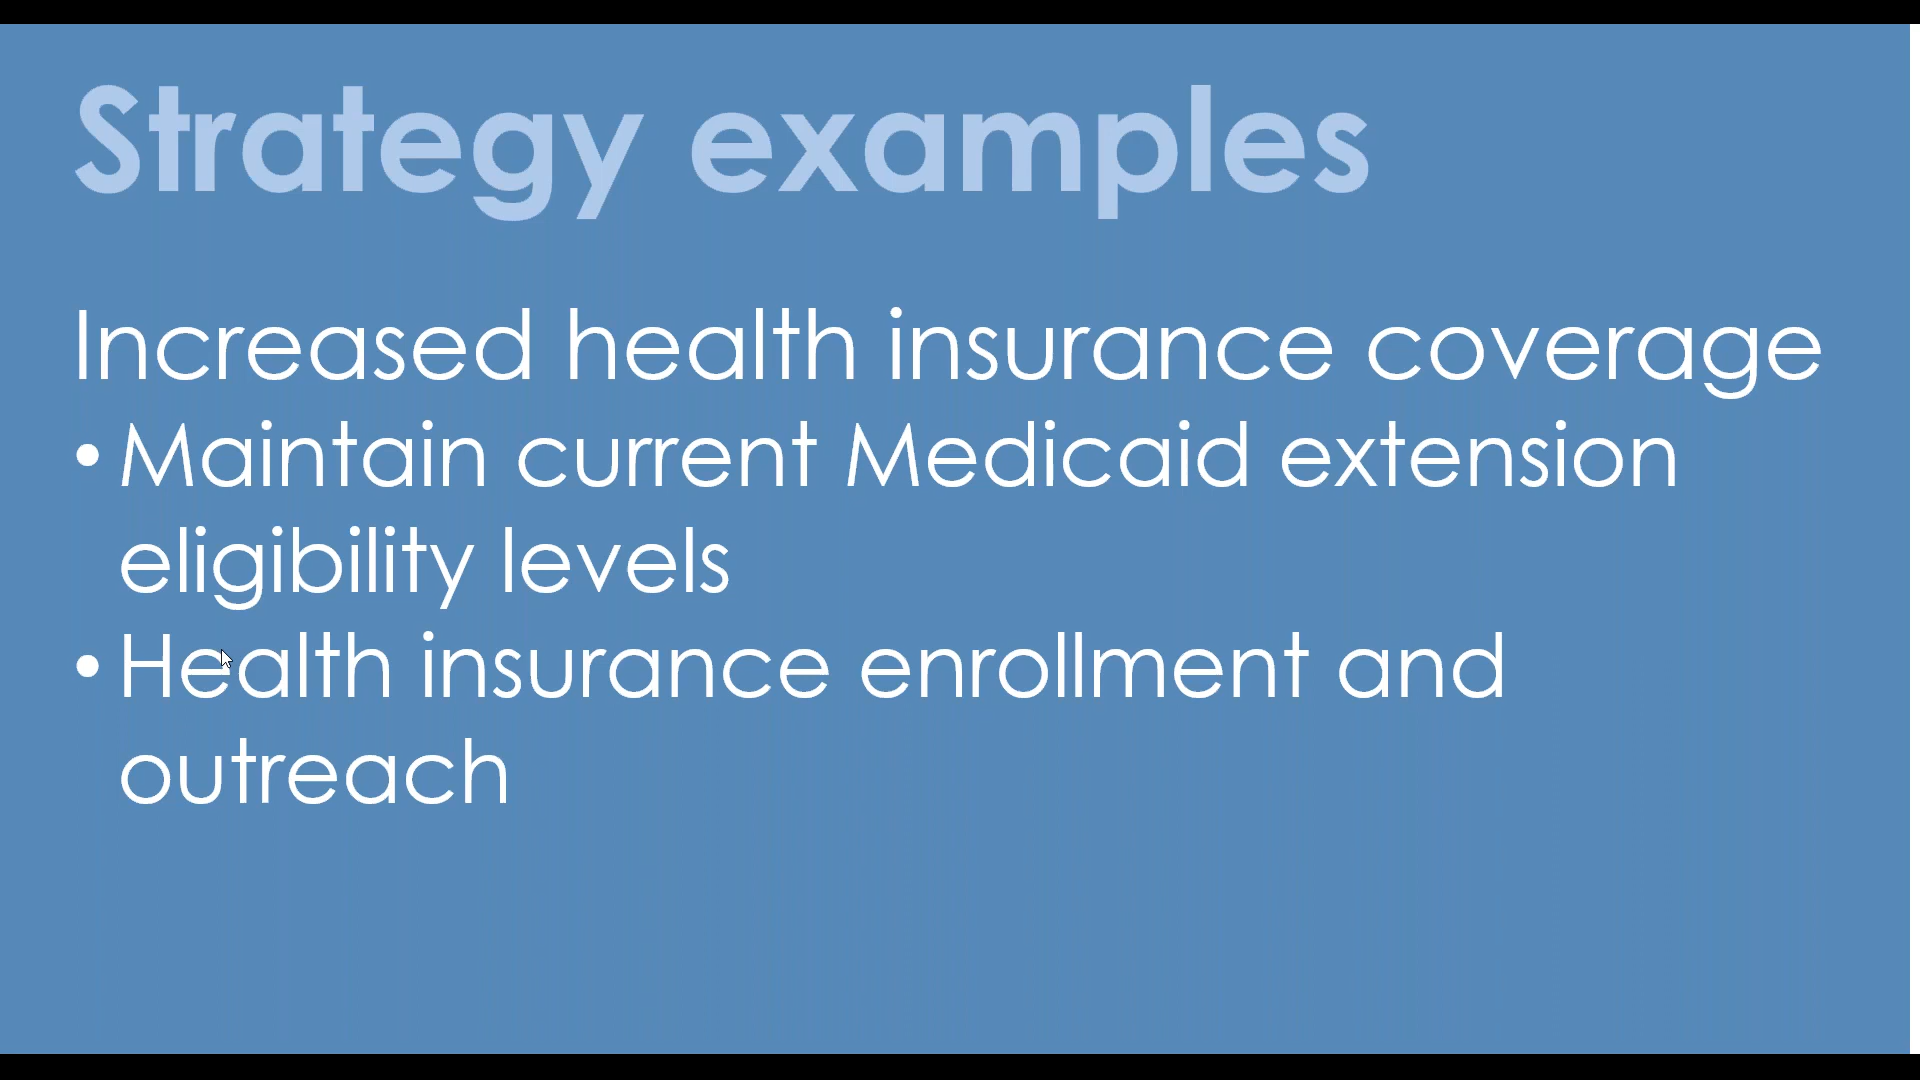 Strategy examples
Increased health insurance coverage
• Maintain current Medicaid extension
eligibility levels
• Health insurance enrollment and
outreach